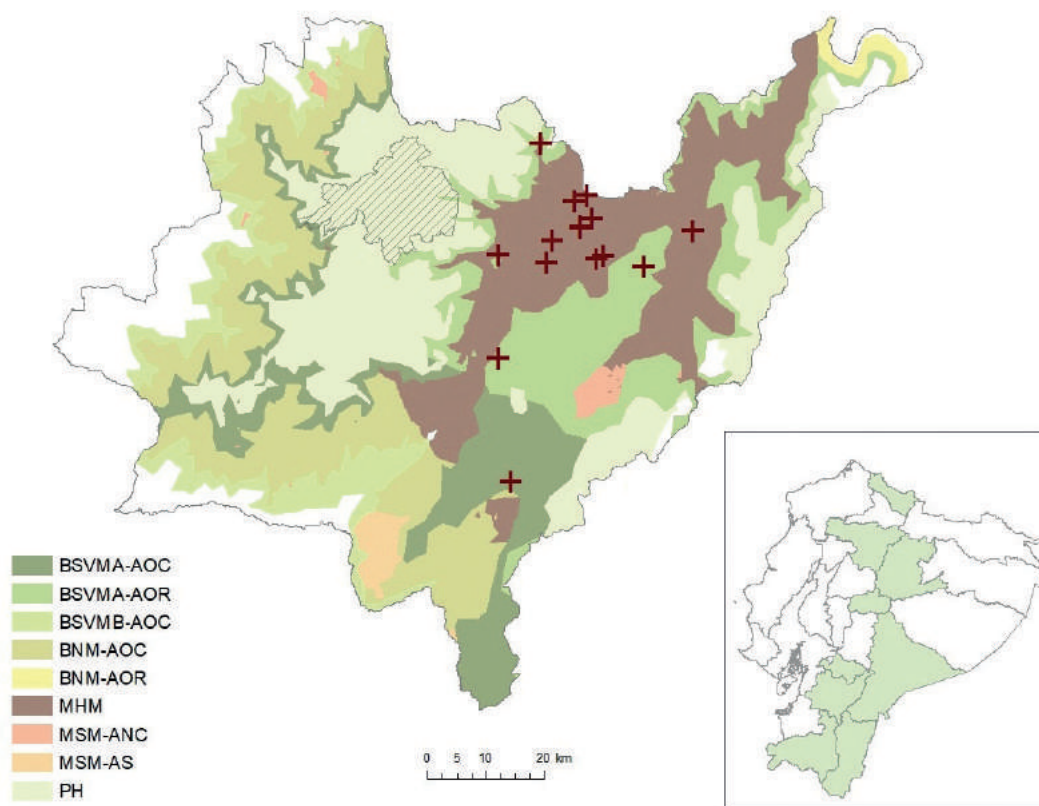 BSVMA-AOC
BSVMA-AOR
BSVMB-AOC
BNM-AOC
BNM-AOR
MHM
MSM-ANC
MSM-AS
PH
0 5 10 20 km